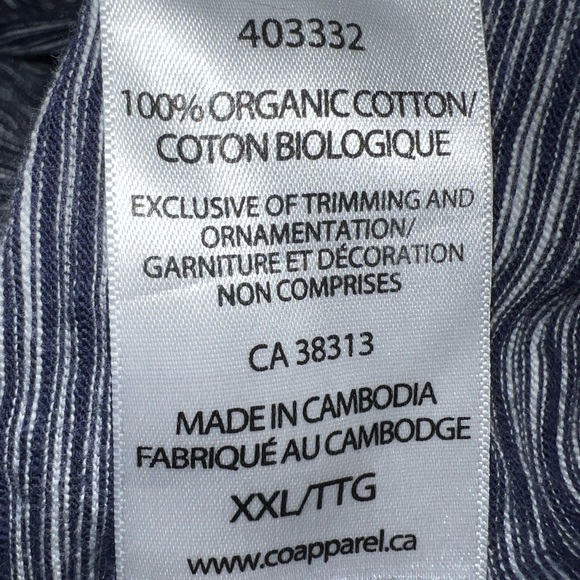 403332
100% ORGANIC COTTON/
COTON BIOLOGIQUE
EXCLUSIVE OF TRIMMING AND
ORNAMENTATION/
GARNITURE ET DÉCORATION
NON COMPRISES
CA 38313
MADE IN CAMBODIA
FABRIQUÉ AU CAMBODGE
XXL/TTG
www.coapparel.ca